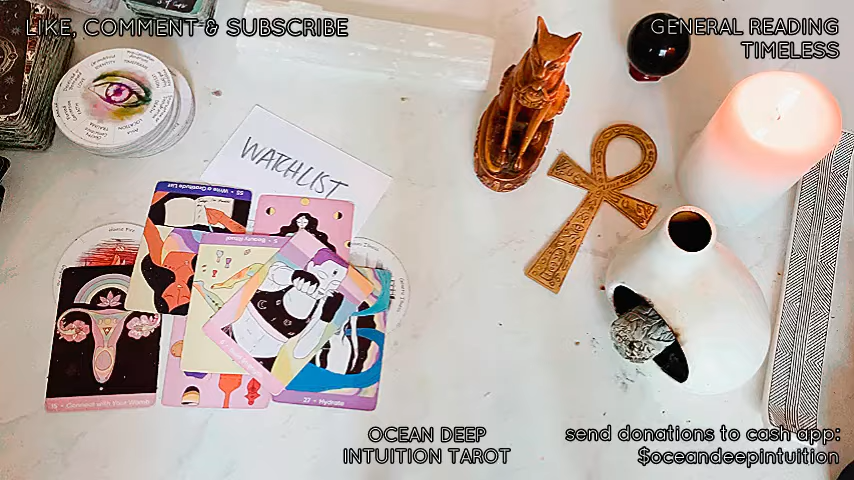 LIKE, COMMENT & SUBSCRIBE
GENERAL READING
TIMELESS
LOCATION
WATCHLIST
55 • Write a Gratitude List
5 • Beauty Ritual
15 • Connect with Your Womb
27 • Hydrate
OCEAN DEEP
INTUITION TAROT
send donations to cash app:
$oceandeepintuition